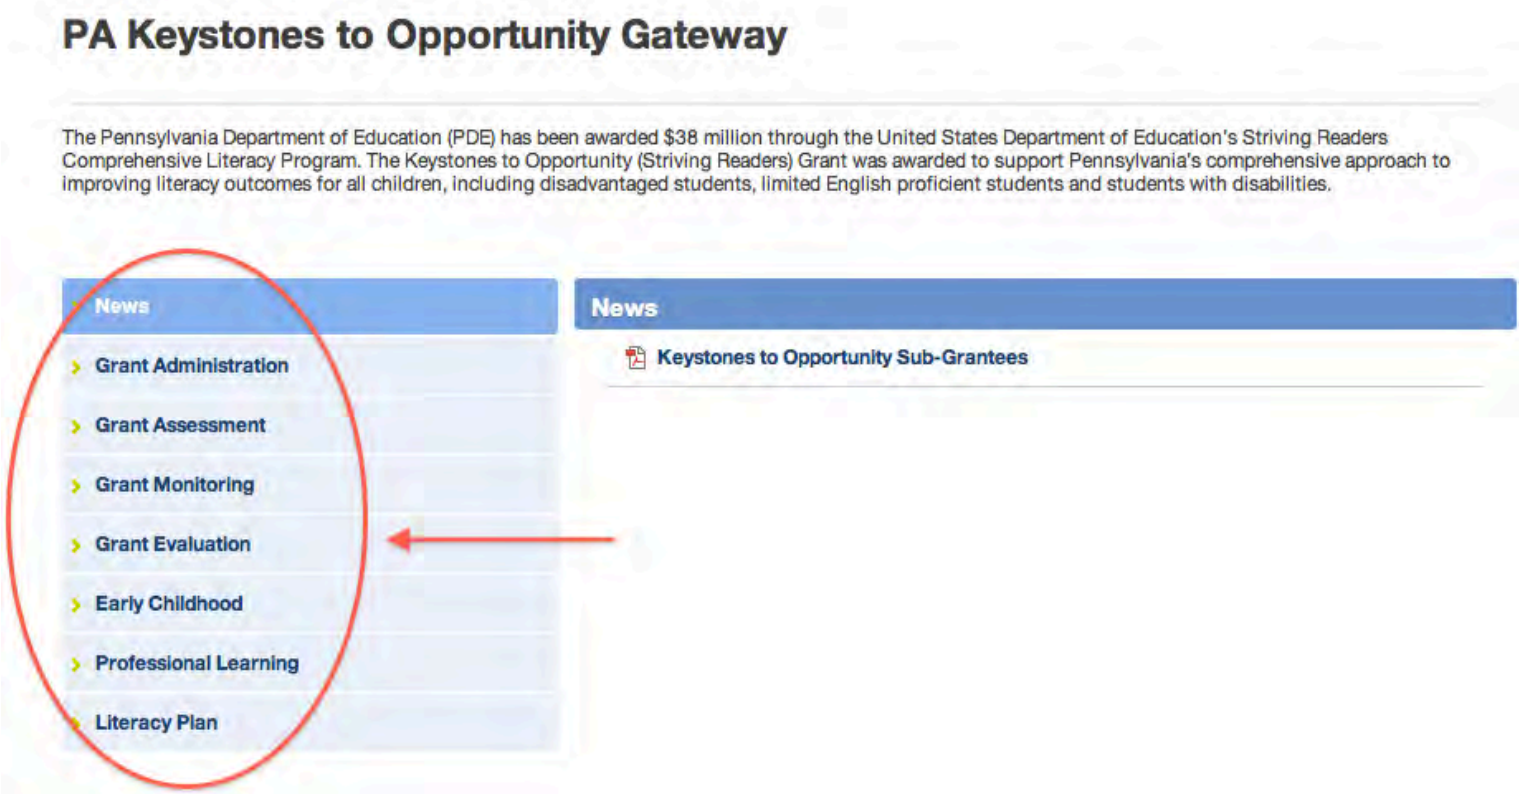 PA Keystones to Opportunity Gateway
The Pennsylvania Department of Education (PDE) has been awarded $38 million through the United States Department of Education's Striving Readers
Comprehensive Literacy Program. The Keystones to Opportunity (Striving Readers) Grant was awarded to support Pennsylvania's comprehensive approach to
improving literacy outcomes for all children, including disadvantaged students, limited English proficient students and students with disabilities.
News
Grant Administration
Grant Assessment
Grant Monitoring
Grant Evaluation
Early Childhood
Professional Learning
Literacy Plan
News
Keystones to Opportunity Sub-Grantees